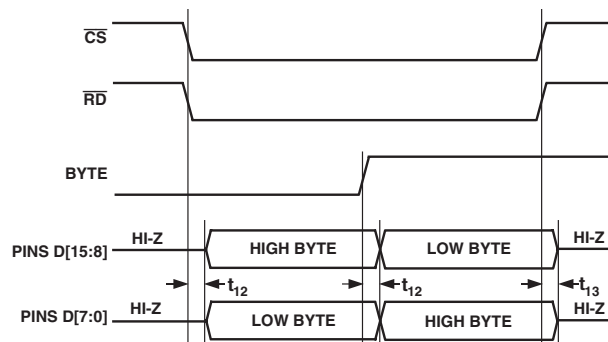 CS
RD
BYTE
PINS D[15:8] HI-Z HIGH BYTE LOW BYTE HI-Z
t12 t12 t13
PINS D[7:0] HI-Z LOW BYTE HIGH BYTE HI-Z